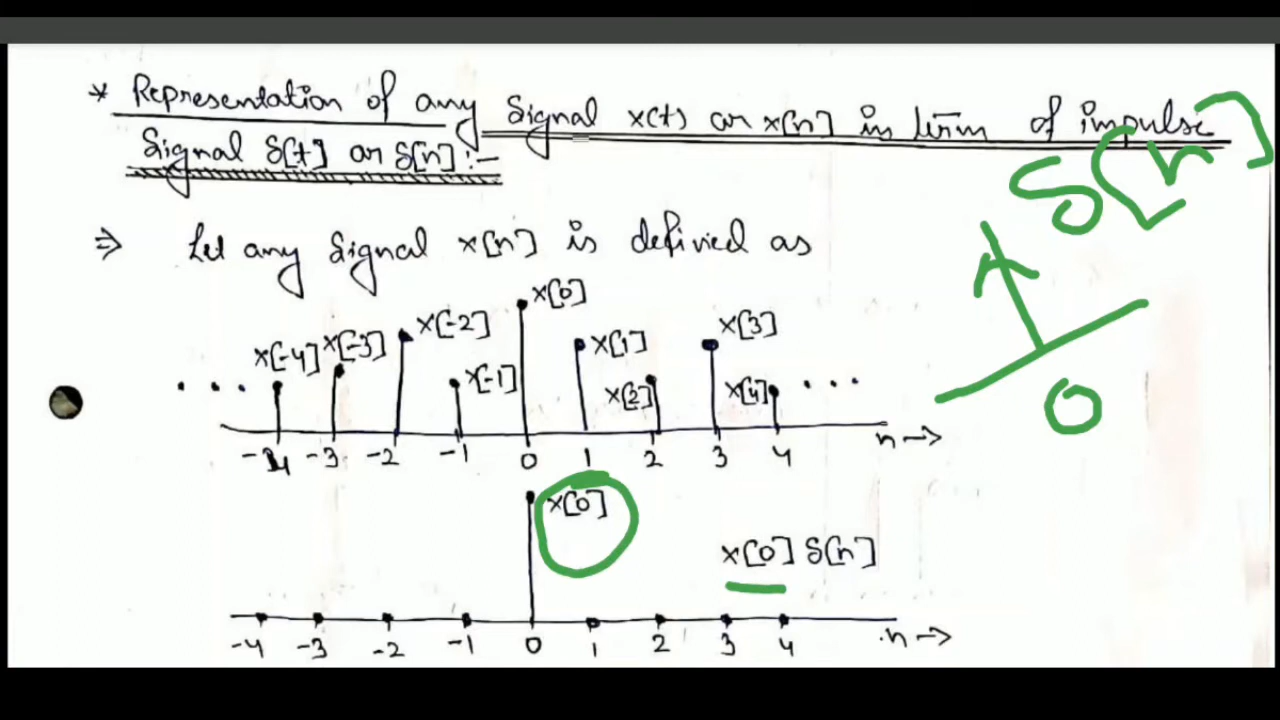 * Representation of any Signal x(t) or x[n] in term of impulse
Signal δ[t] or δ[n] :-
δ[n]
⇒ Let any Signal x[n] is defined as
x[-4] x[-3] x[-2] x[-1] x[0] x[1] x[2] x[3] x[4]
. . . . . .
-4 -3 -2 -1 0 1 2 3 4 n→
0
x[0]
x[0] δ[n]
-4 -3 -2 -1 0 1 2 3 4 n→